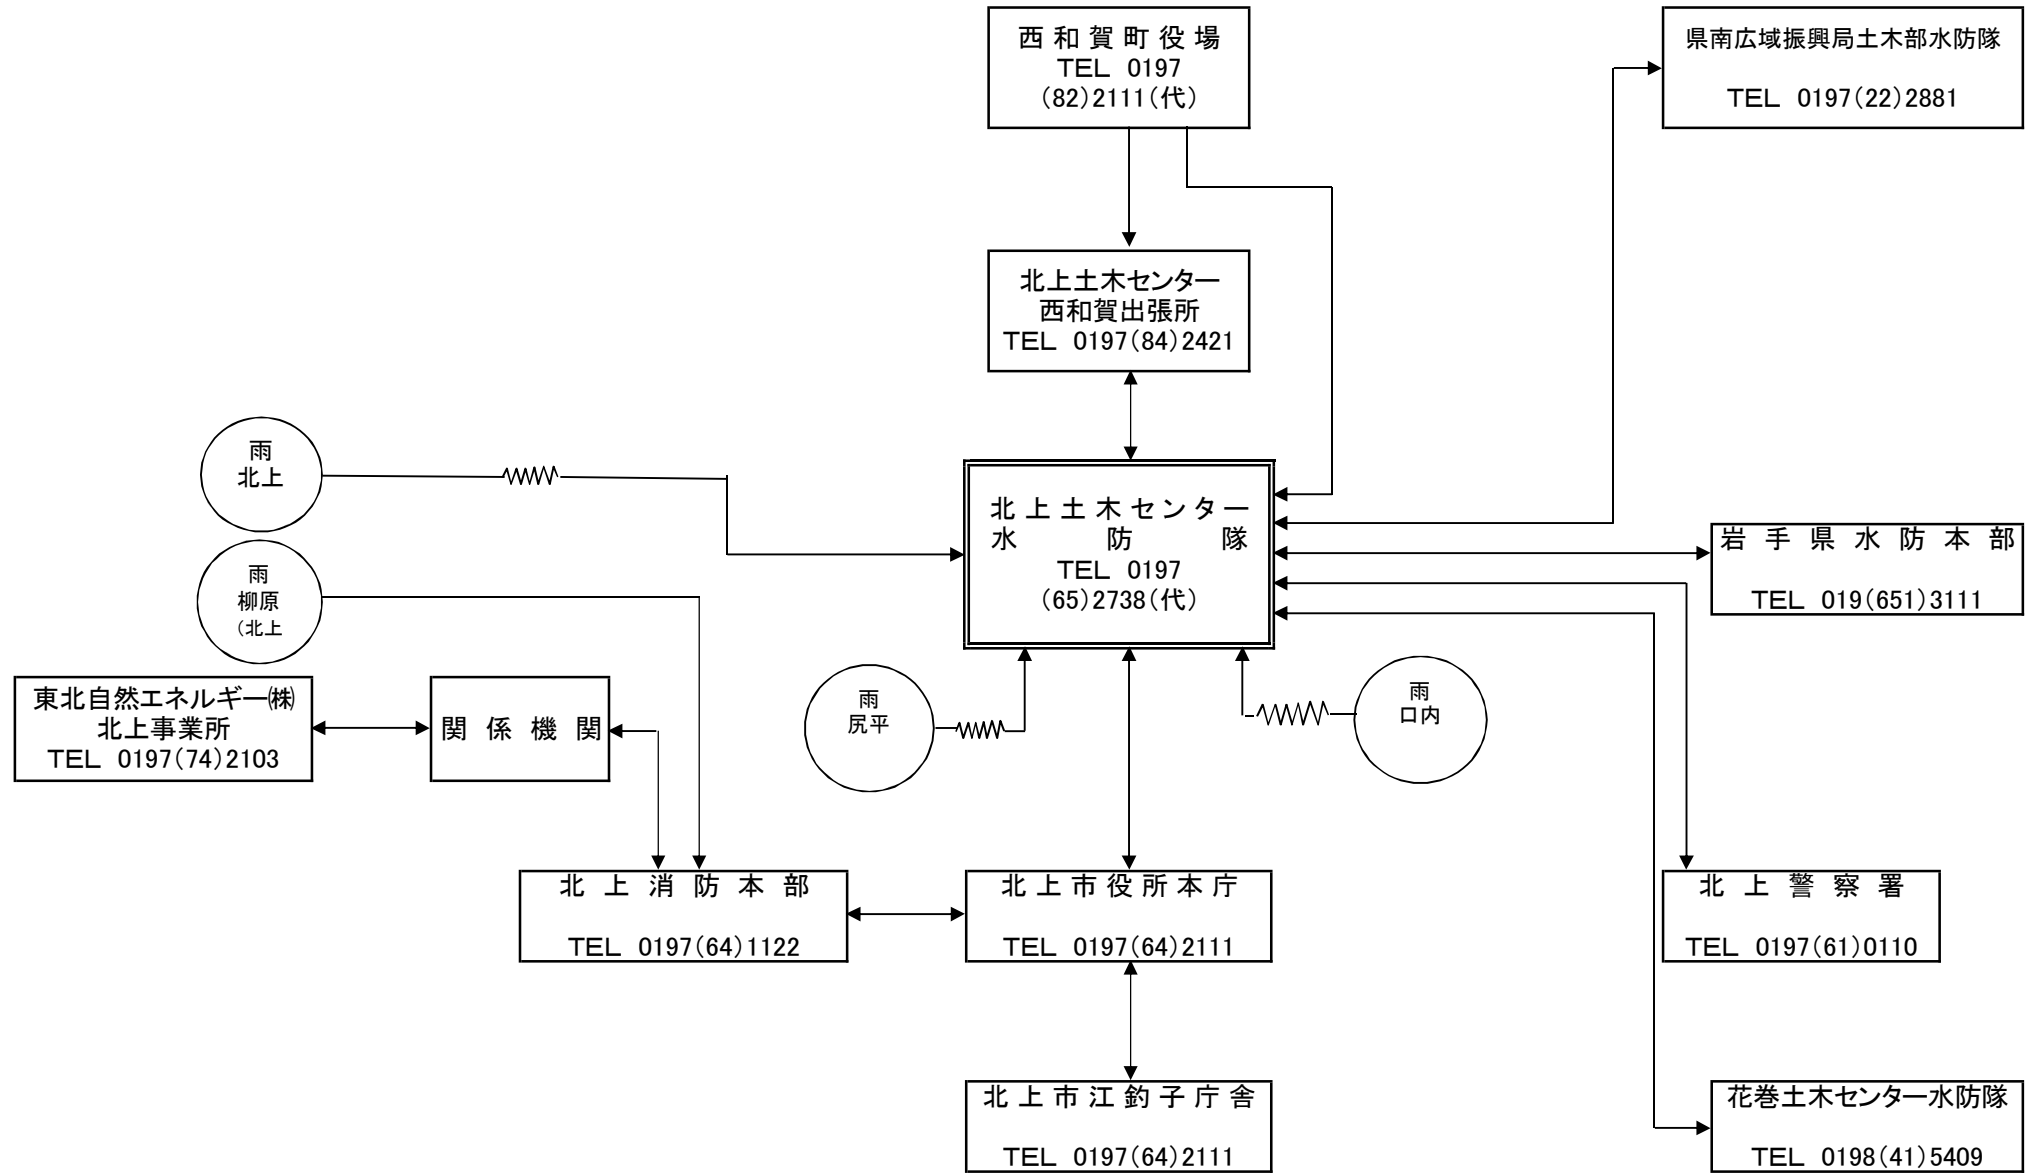 西和賀町役場
TEL 0197
(82)2111(代)
県南広域振興局土木部水防隊
TEL 0197(22)2881
北上土木センター
西和賀出張所
TEL 0197(84)2421
雨
北上
北上土木センター
水防隊
TEL 0197
(65)2738(代)
岩手県水防本部
TEL 019(651)3111
雨
柳原
(北上
東北自然エネルギー㈱
北上事業所
TEL 0197(74)2103
関係機関
雨
尻平
雨
口内
北上消防本部
TEL 0197(64)1122
北上市役所本庁
TEL 0197(64)2111
北上警察署
TEL 0197(61)0110
北上市江釣子庁舎
TEL 0197(64)2111
花巻土木センター水防隊
TEL 0198(41)5409